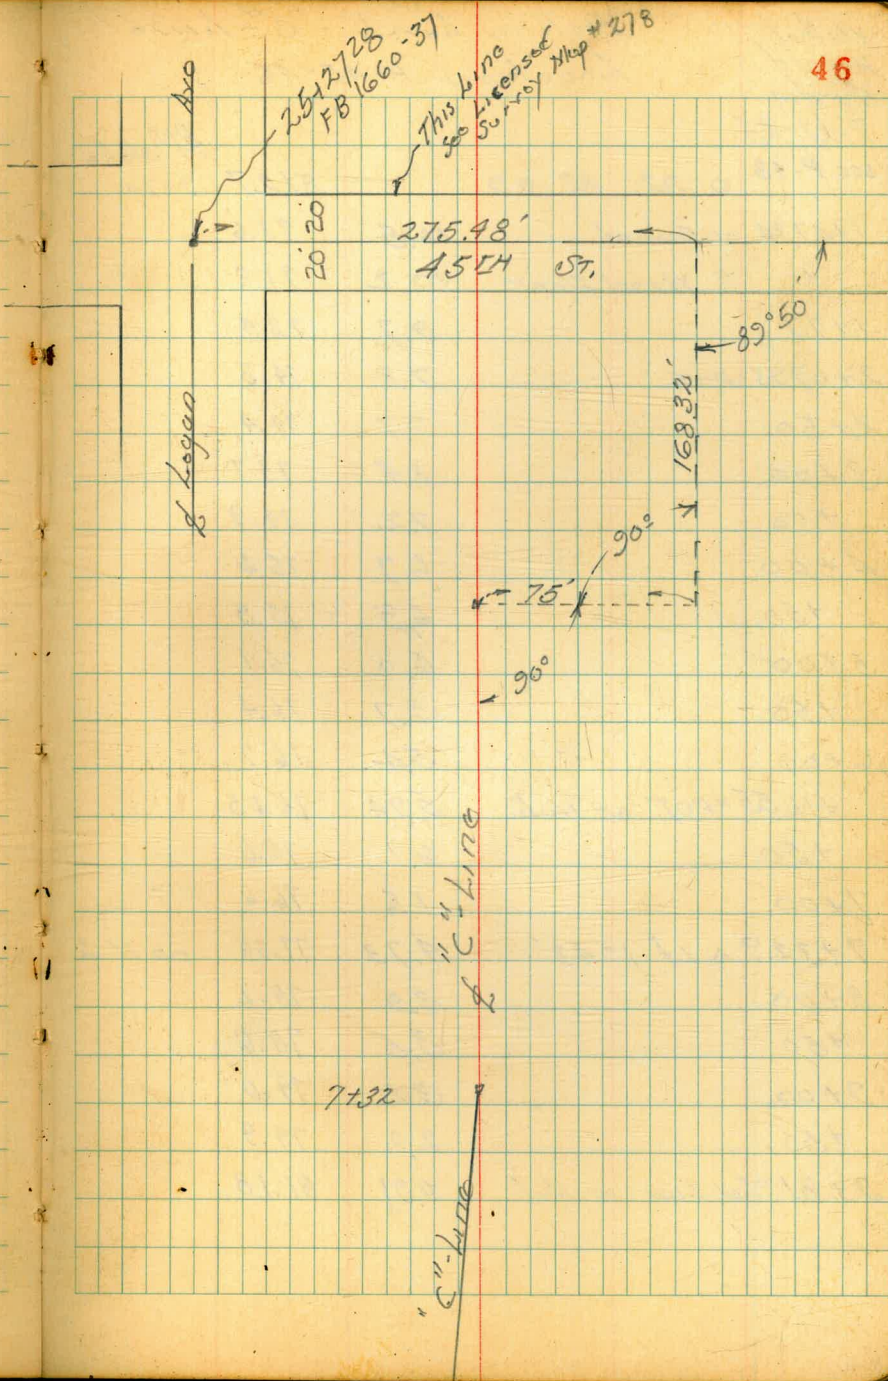 46
Ave
25+27.28
FB 1660-37
This Line
See Licensed
Survey Map # 278
20' 20'
275.48'
45TH ST.
89°50'
168.32'
℄ Logan
90°
75'
90°
℄ "C"-Line
7+32
"C"-Line